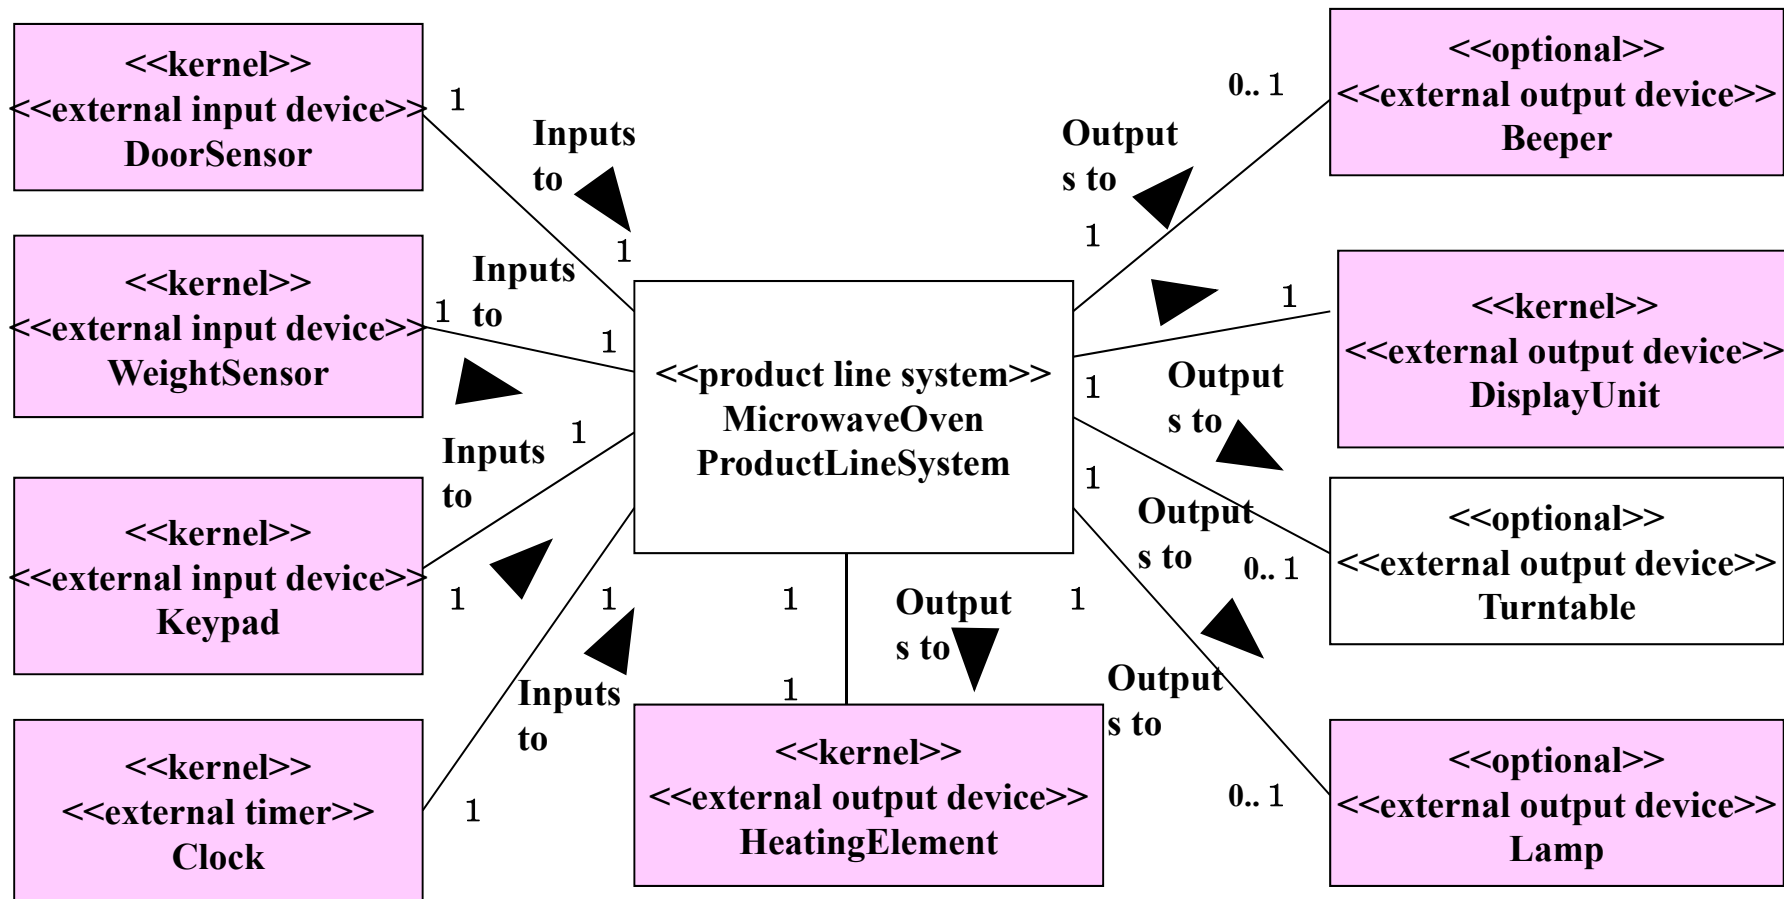 <<kernel>>
<<external input device>>
DoorSensor
1
Inputs
to
1
<<kernel>>
<<external input device>>
WeightSensor
1
Inputs
to
1
<<kernel>>
<<external input device>>
Keypad
1
Inputs
to
1
<<kernel>>
<<external timer>>
Clock
1
Inputs
to
1
<<product line system>>
MicrowaveOven
ProductLineSystem
1
Output
s to
1
<<kernel>>
<<external output device>>
HeatingElement
1
Output
s to
0..1
<<optional>>
<<external output device>>
Beeper
1
Output
s to
1
<<kernel>>
<<external output device>>
DisplayUnit
1
Output
s to
0..1
<<optional>>
<<external output device>>
Turntable
1
Output
s to
0..1
<<optional>>
<<external output device>>
Lamp